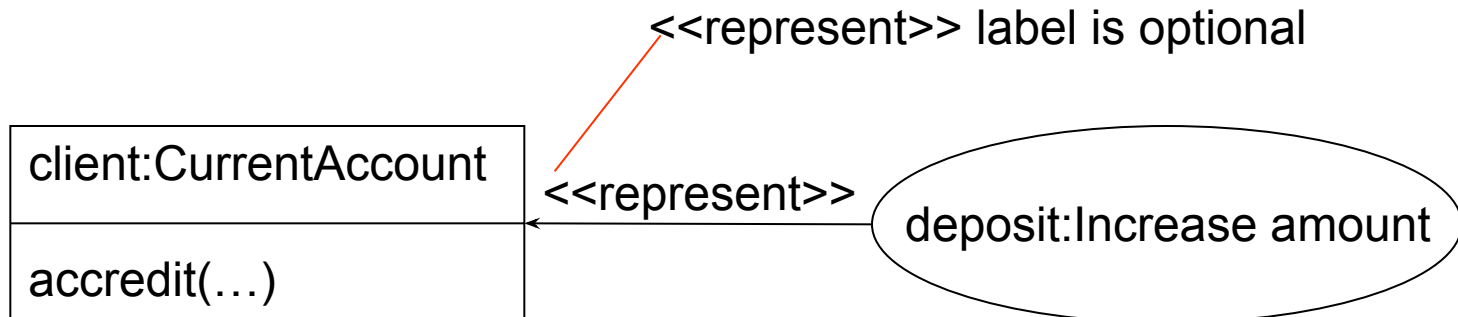 <<represent>> label is optional
client:CurrentAccount
<<represent>>
deposit:Increase amount
accredit(…)